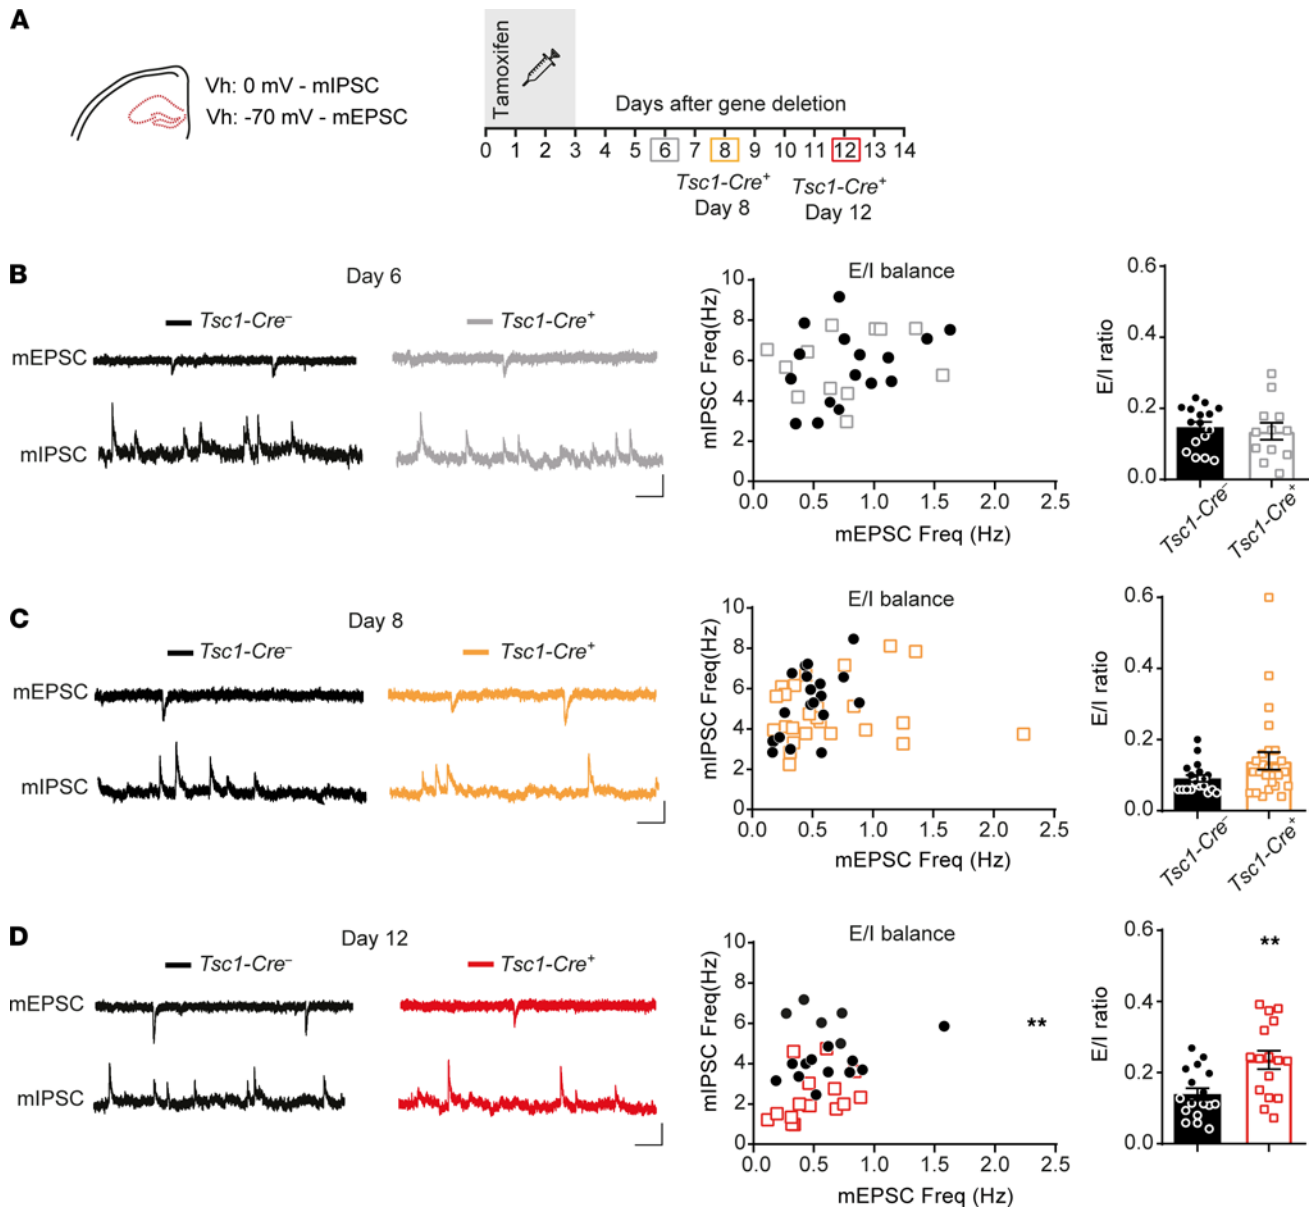 A
Vh: 0 mV - mIPSC
Vh: -70 mV - mEPSC
Tamoxifen
Days after gene deletion
0 1 2 3 4 5 6 7 8 9 10 11 12 13 14
Tsc1-Cre+ Tsc1-Cre+
Day 8 Day 12
B
Day 6
Tsc1-Cre− Tsc1-Cre+
mEPSC
mIPSC
E/I balance
mIPSC Freq(Hz)
10
8
6
4
2
0
0.0 0.5 1.0 1.5 2.0 2.5
mEPSC Freq (Hz)
E/I ratio
0.6
0.4
0.2
0.0
Tsc1-Cre− Tsc1-Cre+
C
Day 8
Tsc1-Cre− Tsc1-Cre+
mEPSC
mIPSC
E/I balance
mIPSC Freq(Hz)
10
8
6
4
2
0
0.0 0.5 1.0 1.5 2.0 2.5
mEPSC Freq (Hz)
E/I ratio
0.6
0.4
0.2
0.0
Tsc1-Cre− Tsc1-Cre+
D
Day 12
Tsc1-Cre− Tsc1-Cre+
mEPSC
mIPSC
E/I balance
mIPSC Freq(Hz)
10
8
6
4
2
0
**
0.0 0.5 1.0 1.5 2.0 2.5
mEPSC Freq (Hz)
E/I ratio
0.6
0.4
0.2
0.0
**